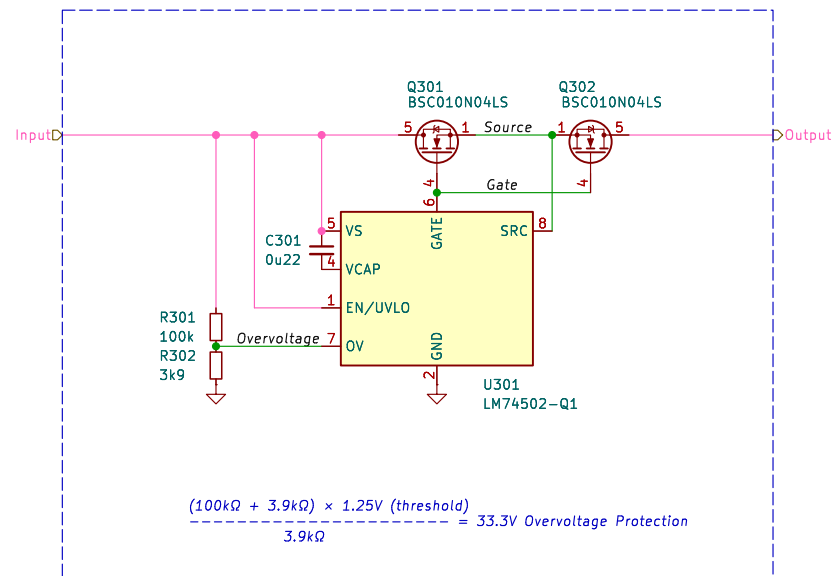 Q301
BSC010N04LS
Q302
BSC010N04LS
Input
5
1
Source
1
5
Output
4
Gate
4
6
5
VS
GATE
SRC
8
C301
0u22
4
VCAP
1
EN/UVLO
R301
100k
Overvoltage
7
OV
GND
R302
3k9
2
U301
LM74502-Q1
(100kΩ + 3.9kΩ) × 1.25V (threshold)
= 33.3V Overvoltage Protection
3.9kΩ